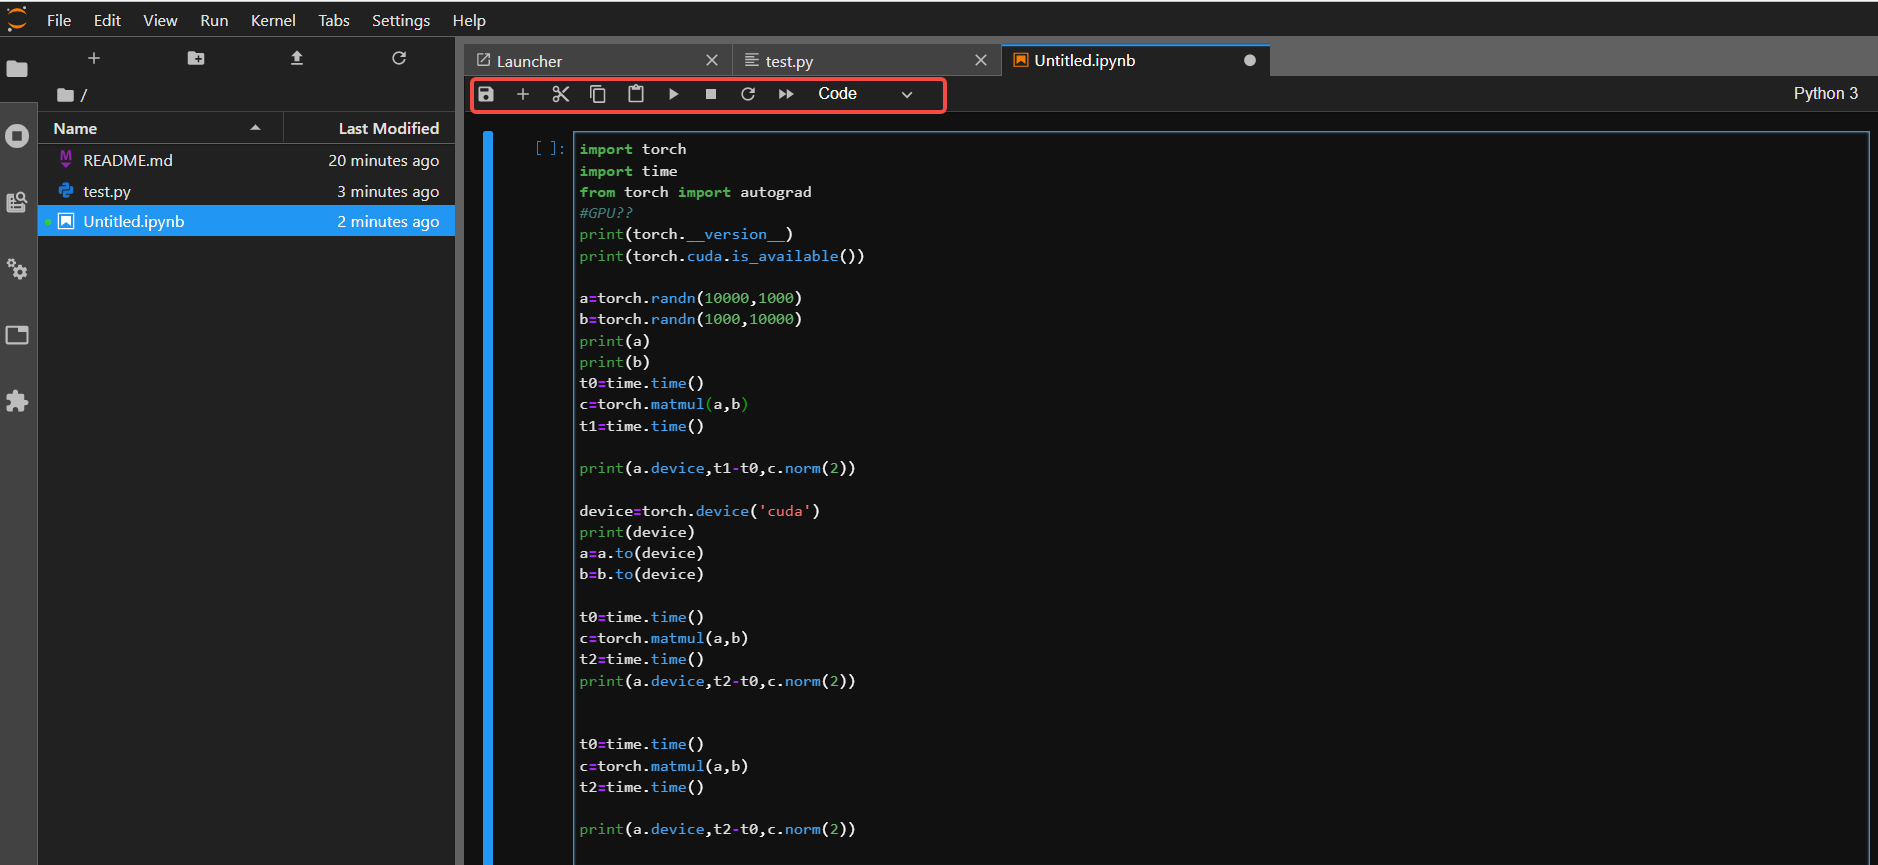 File Edit View Run Kernel Tabs Settings Help
Launcher
test.py
Untitled.ipynb
Code
Python 3
/
Name Last Modified
M README.md 20 minutes ago
test.py 3 minutes ago
Untitled.ipynb 2 minutes ago
[ ]:
import torch
import time
from torch import autograd
#GPU??
print(torch.__version__)
print(torch.cuda.is_available())
a=torch.randn(10000,1000)
b=torch.randn(1000,10000)
print(a)
print(b)
t0=time.time()
c=torch.matmul(a,b)
t1=time.time()
print(a.device,t1-t0,c.norm(2))
device=torch.device('cuda')
print(device)
a=a.to(device)
b=b.to(device)
t0=time.time()
c=torch.matmul(a,b)
t2=time.time()
print(a.device,t2-t0,c.norm(2))
t0=time.time()
c=torch.matmul(a,b)
t2=time.time()
print(a.device,t2-t0,c.norm(2))